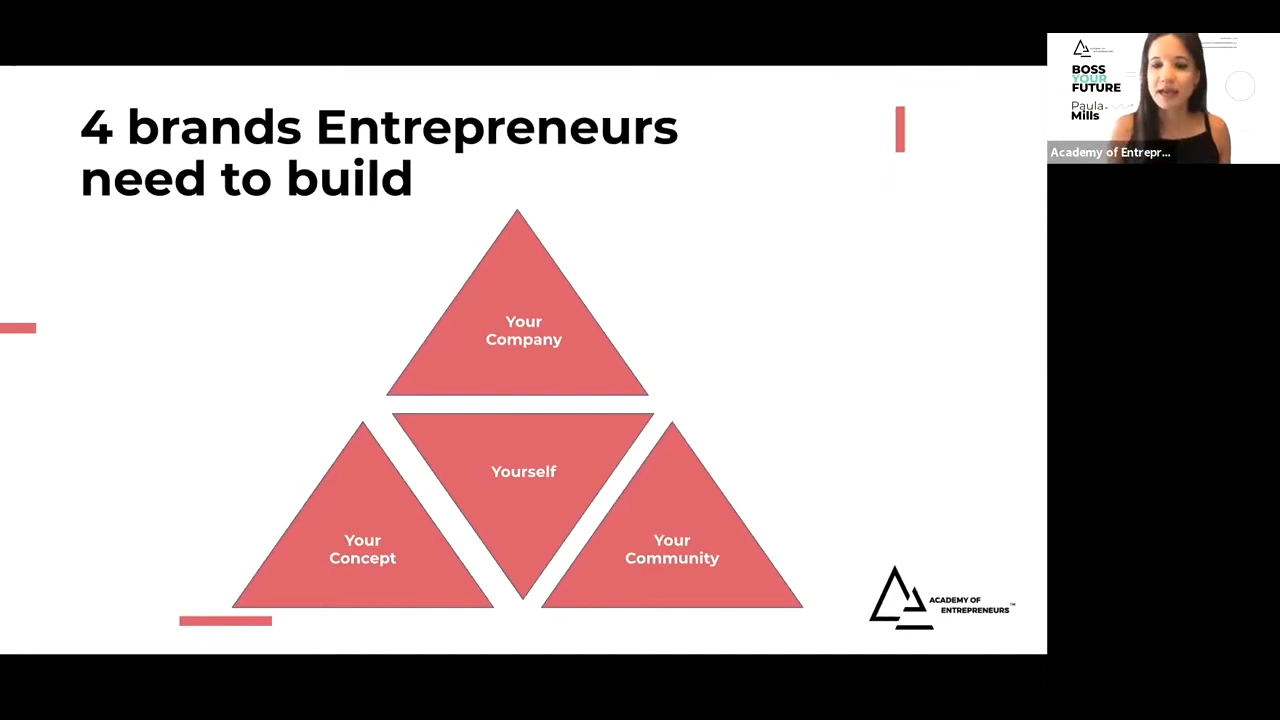 4 brands Entrepreneurs
need to build
Your
Company
Yourself
Your
Concept
Your
Community
ACADEMY OF
ENTREPRENEURS™
BOSS
YOUR
FUTURE
Paula
Mills
Academy of Entrepr...